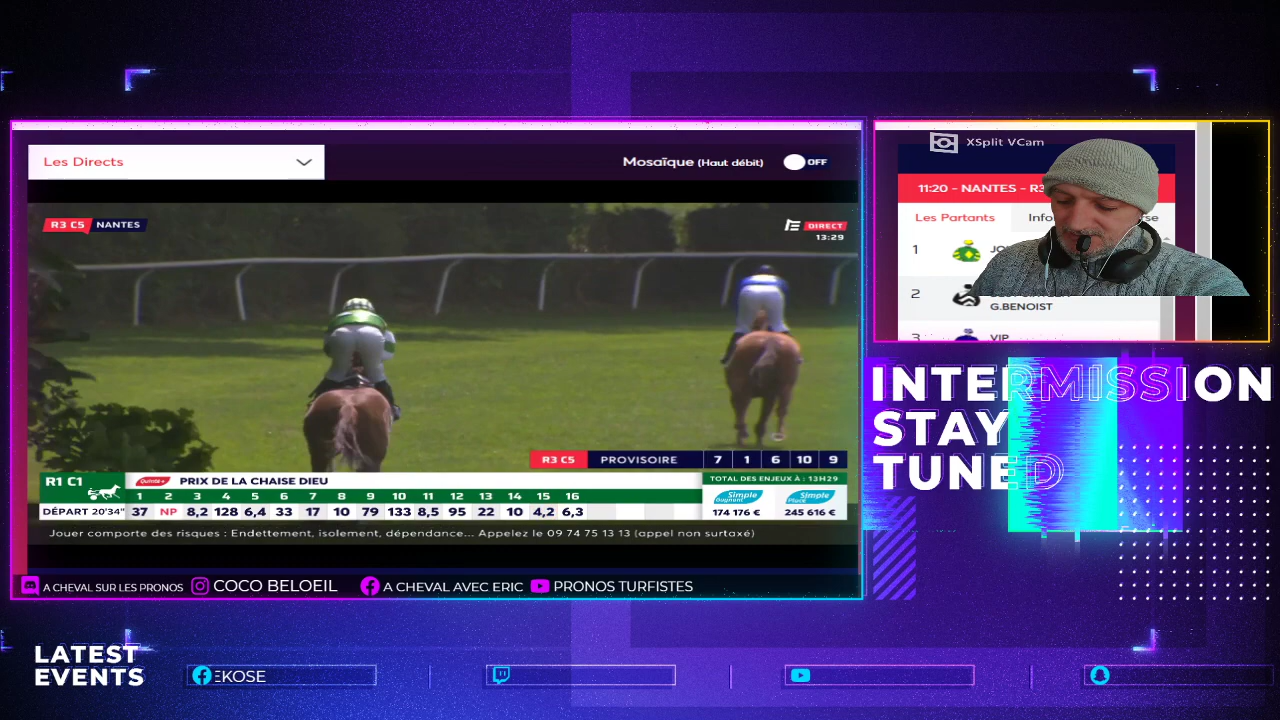 Les Directs
Mosaïque (Haut débit)
OFF
R3 C5 NANTES
DIRECT
13:29
R3 C5 PROVISOIRE 7 1 6 10 9
R1 C1
Quinté+ PRIX DE LA CHAISE DIEU
TOTAL DES ENJEUX À : 13H29
1 2 3 4 5 6 7 8 9 10 11 12 13 14 15 16
Simple Gagnant
Simple Placé
DÉPART 20'34" 37 NP 8,2 128 6,4 33 17 10 79 133 8,5 95 22 10 4,2 6,3
174 176 € 245 616 €
Jouer comporte des risques : Endettement, isolement, dépendance... Appelez le 09 74 75 13 13 (appel non surtaxé)
A CHEVAL SUR LES PRONOS COCO BELOEIL A CHEVAL AVEC ERIC PRONOS TURFISTES
XSplit VCam
11:20 - NANTES - R3
Les Partants
1
2
G.BENOIST
3 VIP
INTERMISSION
STAY
TUNED
LATEST
EVENTS
EKOSE